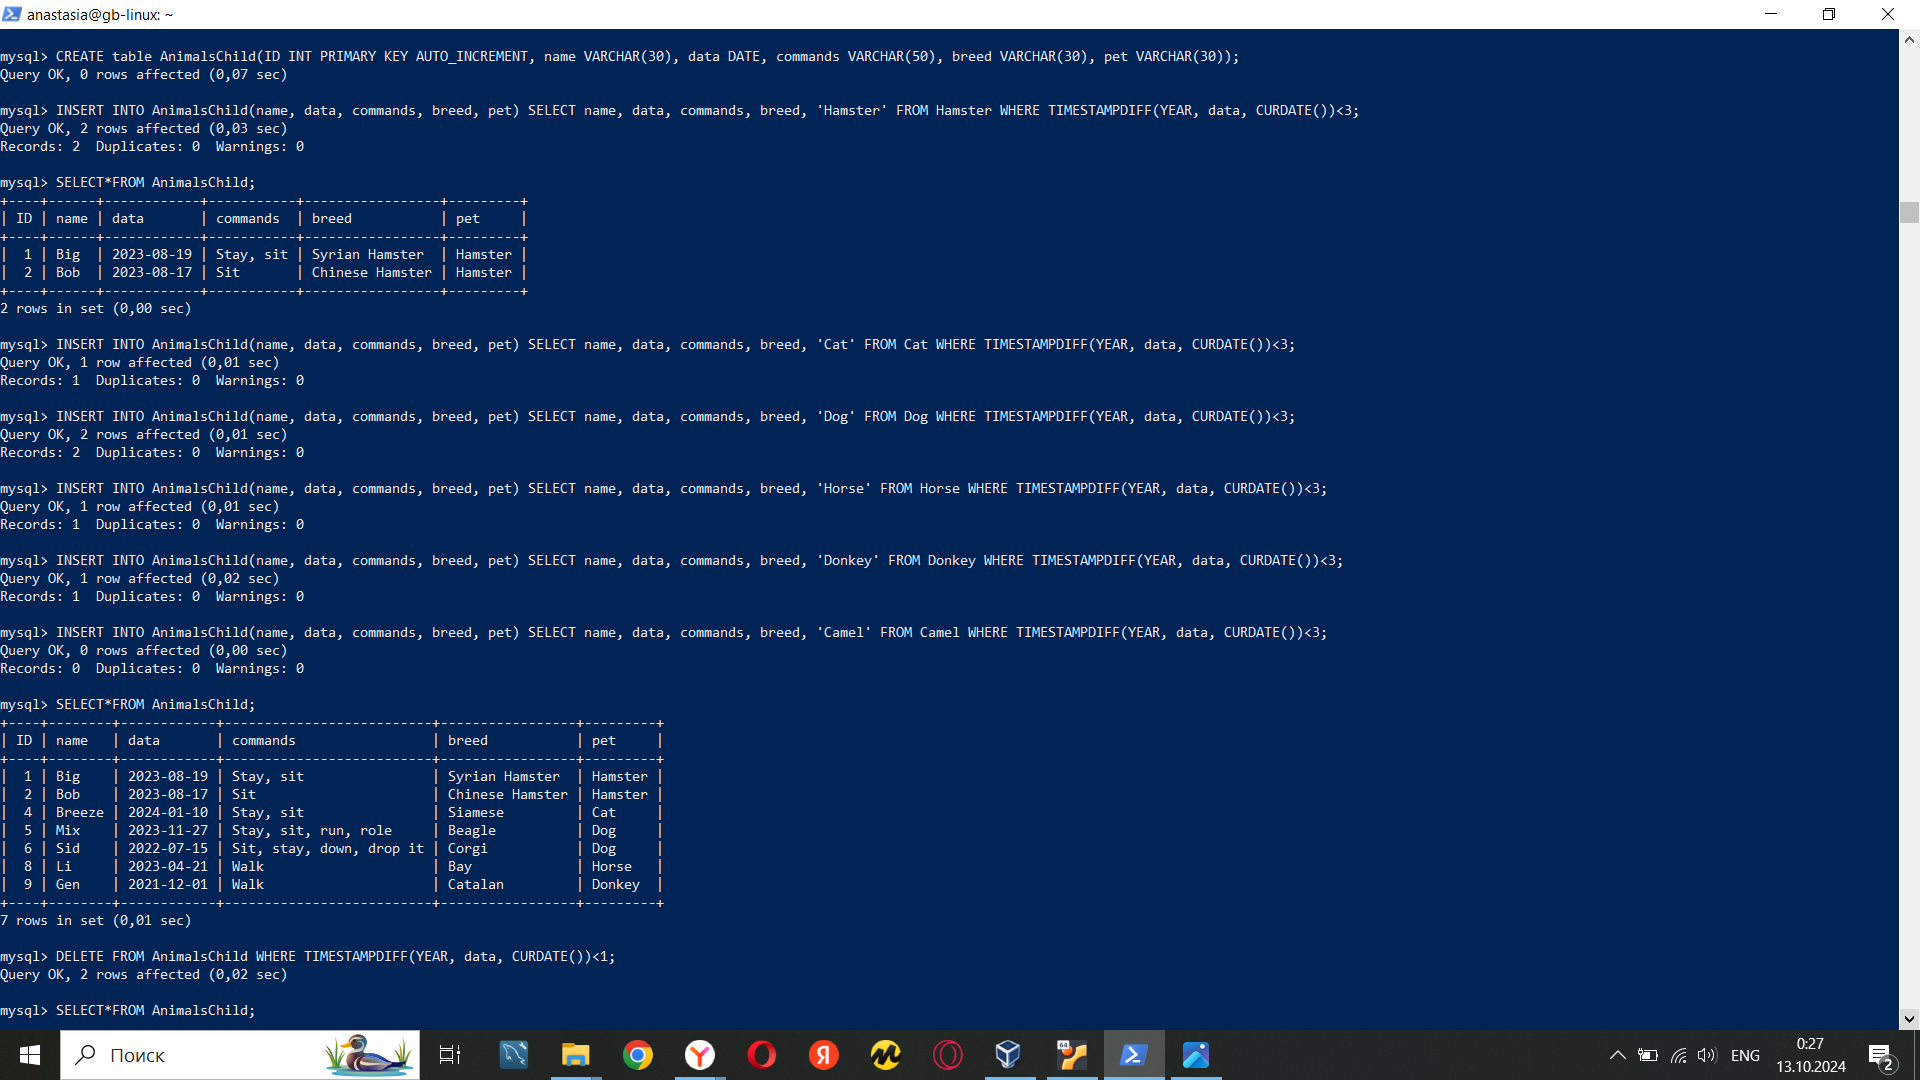 anastasia@gb-linux: ~
mysql> CREATE table AnimalsChild(ID INT PRIMARY KEY AUTO_INCREMENT, name VARCHAR(30), data DATE, commands VARCHAR(50), breed VARCHAR(30), pet VARCHAR(30));
Query OK, 0 rows affected (0,07 sec)
mysql> INSERT INTO AnimalsChild(name, data, commands, breed, pet) SELECT name, data, commands, breed, 'Hamster' FROM Hamster WHERE TIMESTAMPDIFF(YEAR, data, CURDATE())<3;
Query OK, 2 rows affected (0,03 sec)
Records: 2  Duplicates: 0  Warnings: 0
mysql> SELECT*FROM AnimalsChild;
+----+------+------------+-----------+-----------------+---------+
| ID | name | data       | commands  | breed           | pet     |
+----+------+------------+-----------+-----------------+---------+
|  1 | Big  | 2023-08-19 | Stay, sit | Syrian Hamster  | Hamster |
|  2 | Bob  | 2023-08-17 | Sit       | Chinese Hamster | Hamster |
+----+------+------------+-----------+-----------------+---------+
2 rows in set (0,00 sec)
mysql> INSERT INTO AnimalsChild(name, data, commands, breed, pet) SELECT name, data, commands, breed, 'Cat' FROM Cat WHERE TIMESTAMPDIFF(YEAR, data, CURDATE())<3;
Query OK, 1 row affected (0,01 sec)
Records: 1  Duplicates: 0  Warnings: 0
mysql> INSERT INTO AnimalsChild(name, data, commands, breed, pet) SELECT name, data, commands, breed, 'Dog' FROM Dog WHERE TIMESTAMPDIFF(YEAR, data, CURDATE())<3;
Query OK, 2 rows affected (0,01 sec)
Records: 2  Duplicates: 0  Warnings: 0
mysql> INSERT INTO AnimalsChild(name, data, commands, breed, pet) SELECT name, data, commands, breed, 'Horse' FROM Horse WHERE TIMESTAMPDIFF(YEAR, data, CURDATE())<3;
Query OK, 1 row affected (0,01 sec)
Records: 1  Duplicates: 0  Warnings: 0
mysql> INSERT INTO AnimalsChild(name, data, commands, breed, pet) SELECT name, data, commands, breed, 'Donkey' FROM Donkey WHERE TIMESTAMPDIFF(YEAR, data, CURDATE())<3;
Query OK, 1 row affected (0,02 sec)
Records: 1  Duplicates: 0  Warnings: 0
mysql> INSERT INTO AnimalsChild(name, data, commands, breed, pet) SELECT name, data, commands, breed, 'Camel' FROM Camel WHERE TIMESTAMPDIFF(YEAR, data, CURDATE())<3;
Query OK, 0 rows affected (0,00 sec)
Records: 0  Duplicates: 0  Warnings: 0
mysql> SELECT*FROM AnimalsChild;
+----+--------+------------+-------------------------+-----------------+---------+
| ID | name   | data       | commands                | breed           | pet     |
+----+--------+------------+-------------------------+-----------------+---------+
|  1 | Big    | 2023-08-19 | Stay, sit               | Syrian Hamster  | Hamster |
|  2 | Bob    | 2023-08-17 | Sit                     | Chinese Hamster | Hamster |
|  4 | Breeze | 2024-01-10 | Stay, sit               | Siamese         | Cat     |
|  5 | Mix    | 2023-11-27 | Stay, sit, run, role    | Beagle          | Dog     |
|  6 | Sid    | 2022-07-15 | Sit, stay, down, drop it | Corgi           | Dog     |
|  8 | Li     | 2023-04-21 | Walk                    | Bay             | Horse   |
|  9 | Gen    | 2021-12-01 | Walk                    | Catalan         | Donkey  |
+----+--------+------------+-------------------------+-----------------+---------+
7 rows in set (0,01 sec)
mysql> DELETE FROM AnimalsChild WHERE TIMESTAMPDIFF(YEAR, data, CURDATE())<1;
Query OK, 2 rows affected (0,02 sec)
mysql> SELECT*FROM AnimalsChild;
Поиск
64
ENG
0:27
13.10.2024
2